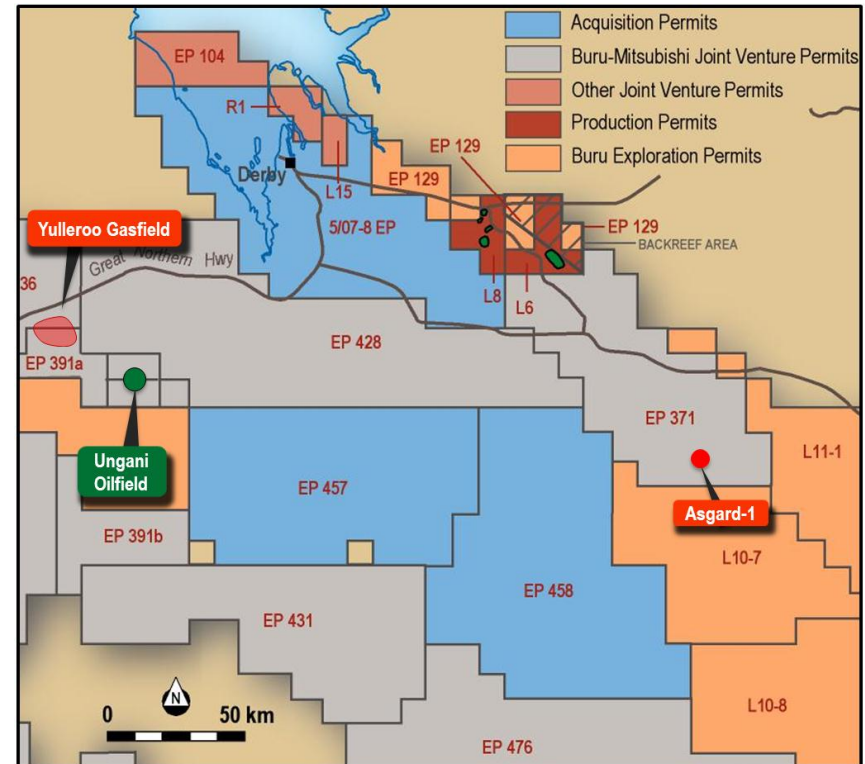 Acquisition Permits
Buru-Mitsubishi Joint Venture Permits
Other Joint Venture Permits
Production Permits
Buru Exploration Permits
EP 104
R1
EP 129
Derby
L15
EP 129
EP 129
BACKREEF AREA
5/07-8 EP
Yulleroo Gasfield
Great Northern Hwy
36
L8
L6
EP 428
EP 391a
EP 371
L11-1
Ungani
Oilfield
EP 457
Asgard-1
EP 391b
L10-7
EP 458
EP 431
N
0 50 km
L10-8
EP 476